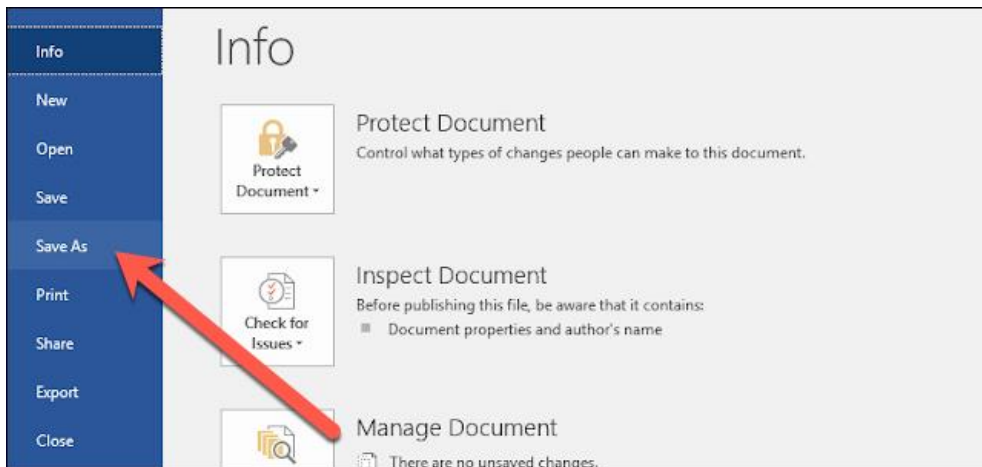 Info
New
Open
Save
Save As
Print
Share
Export
Close
Info
Protect
Document
Protect Document
Control what types of changes people can make to this document.
Check for
Issues
Inspect Document
Before publishing this file, be aware that it contains:
Document properties and author's name
Manage Document
There are no unsaved changes.